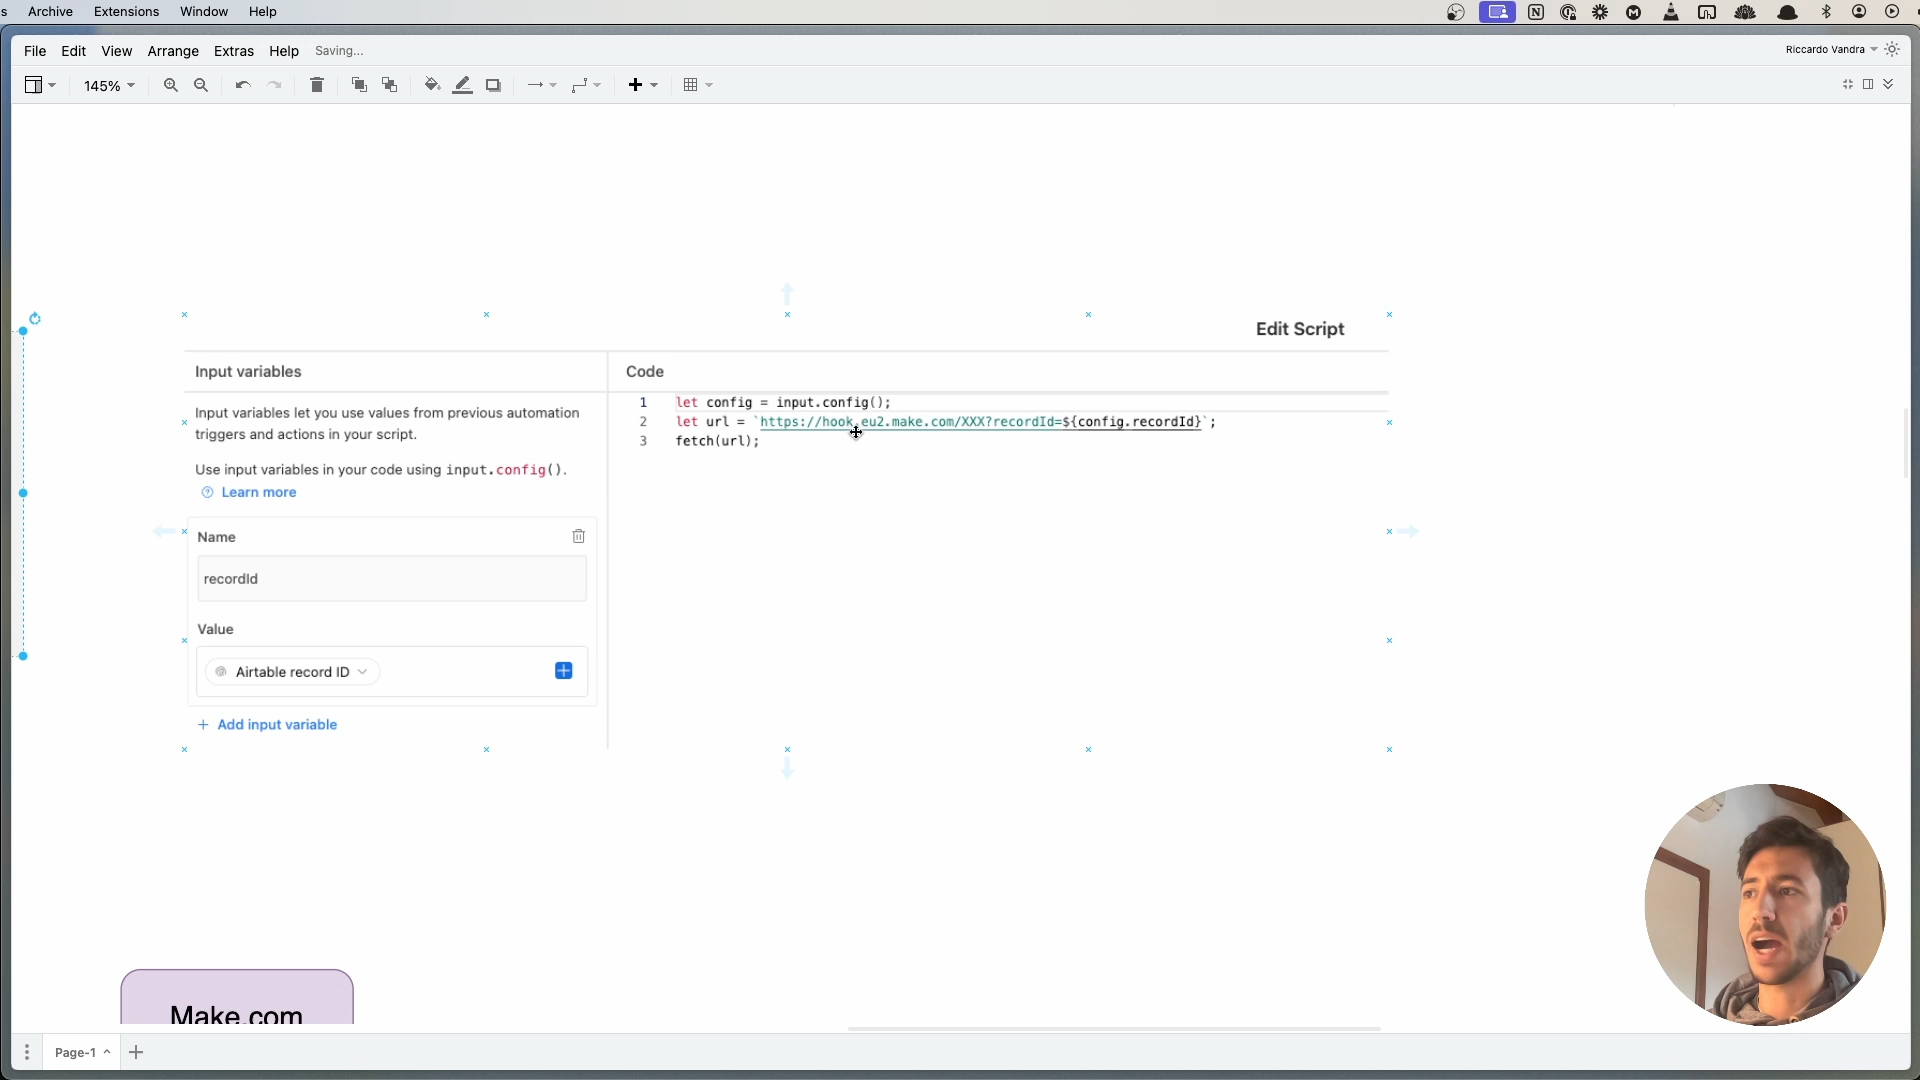 s Archive Extensions Window Help
File Edit View Arrange Extras Help Saving...
Riccardo Vandra
145%
Edit Script
Input variables
Code
Input variables let you use values from previous automation
triggers and actions in your script.
Use input variables in your code using input.config().
Learn more
1 let config = input.config();
2 let url = `https://hook.eu2.make.com/XXX?recordId=${config.recordId}`;
3 fetch(url);
Name
recordId
Value
Airtable record ID
+ Add input variable
Make.com
Page-1